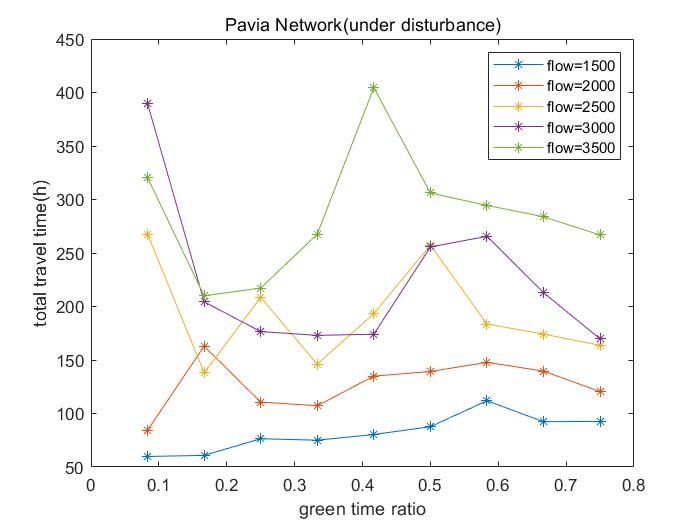 Pavia Network(under disturbance)
450
400
350
300
250
200
150
100
50
total travel time(h)
flow=1500
flow=2000
flow=2500
flow=3000
flow=3500
0 0.1 0.2 0.3 0.4 0.5 0.6 0.7 0.8
green time ratio